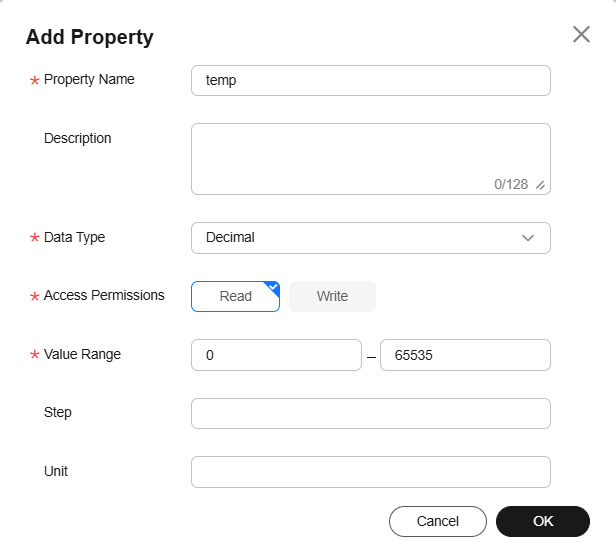 Add Property
* Property Name temp
Description
0/128
* Data Type Decimal
* Access Permissions Read Write
* Value Range 0 – 65535
Step
Unit
Cancel OK